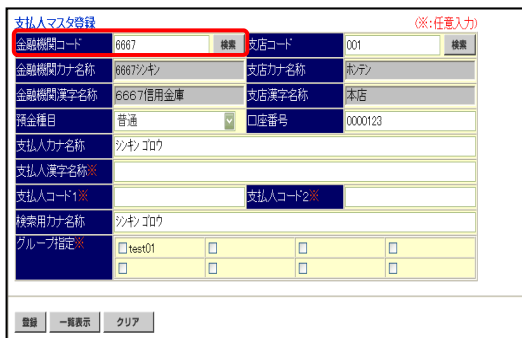 支払人マスタ登録 (※:任意入力)
金融機関コード 6667 検索 支店コード 001 検索
金融機関カナ名称 6667シンキン 支店カナ名称 ホンテン
金融機関漢字名称 6667信用金庫 支店漢字名称 本店
預金種目 普通 口座番号 0000123
支払人カナ名称 シンキン ゴロウ
支払人漢字名称※
支払人コード1※ 支払人コード2※
検索用カナ名称 シンキン ゴロウ
グループ指定※ test01
登録 一覧表示 クリア